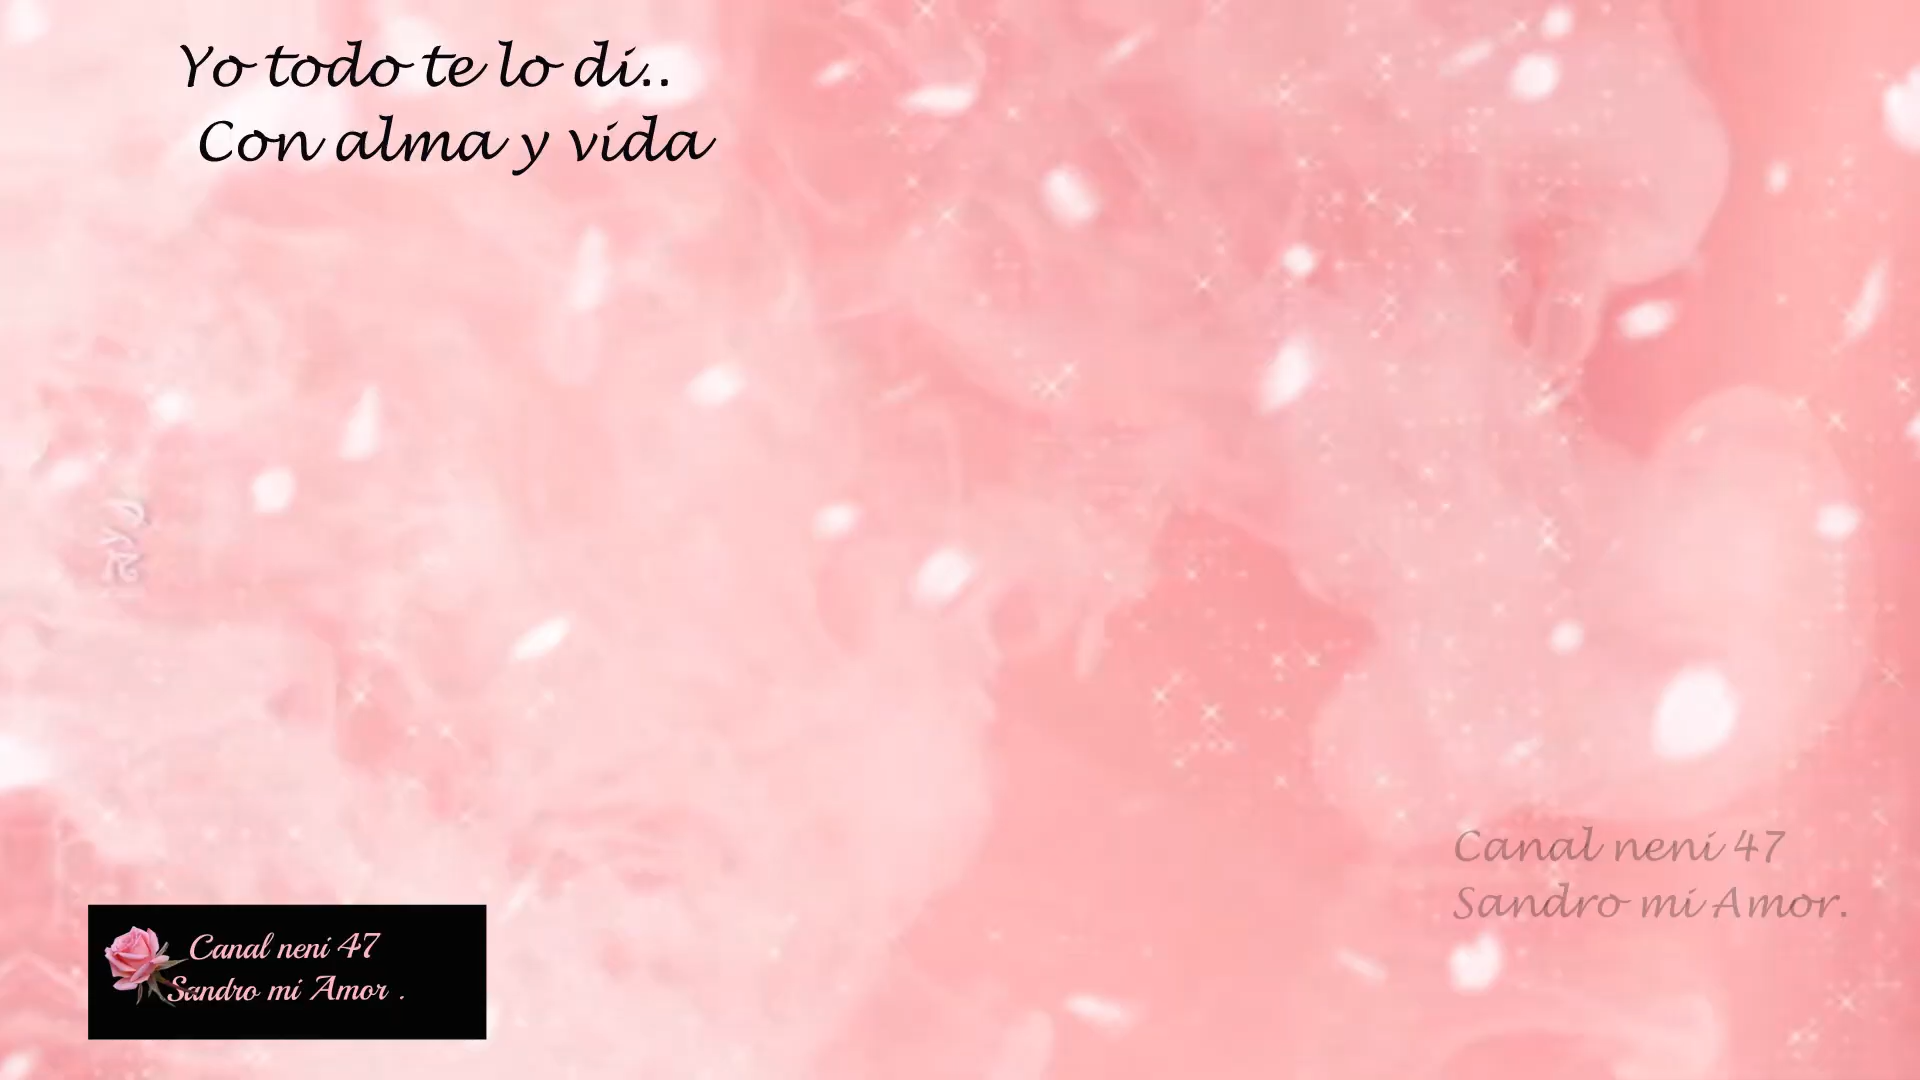 Yo todo te lo di..
Con alma y vida
Canal neni 47
Sandro mi Amor.
Canal neni 47
Sandro mi Amor .